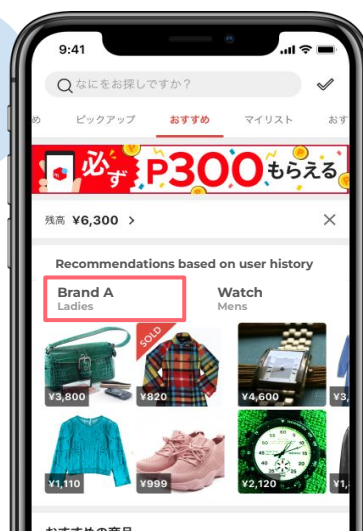 9:41
なにをお探しですか？
め ピックアップ おすすめ マイリスト おす
必ず P300 もらえる
残高 ¥6,300 >
Recommendations based on user history
Brand A Watch
Ladies Mens
SOLD
¥3,800 ¥820 ¥4,600 ¥3,
¥1,110 ¥999 ¥2,120 ¥1,
おすすめの商品